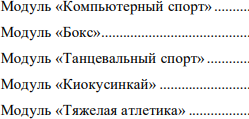 Модуль «Компьютерный спорт» ..........
Модуль «Бокс»................................
Модуль «Танцевальный спорт» ..........
Модуль «Киокусинкай» ....................
Модуль «Тяжелая атлетика» ..............